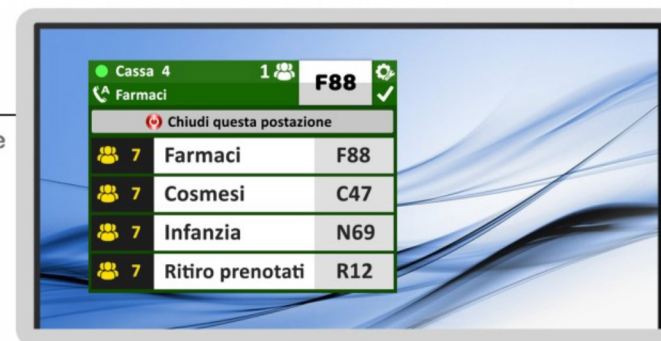 Cassa 4 1 F88
A Farmaci
Chiudi questa postazione
7 Farmaci F88
7 Cosmesi C47
7 Infanzia N69
7 Ritiro prenotati R12
e